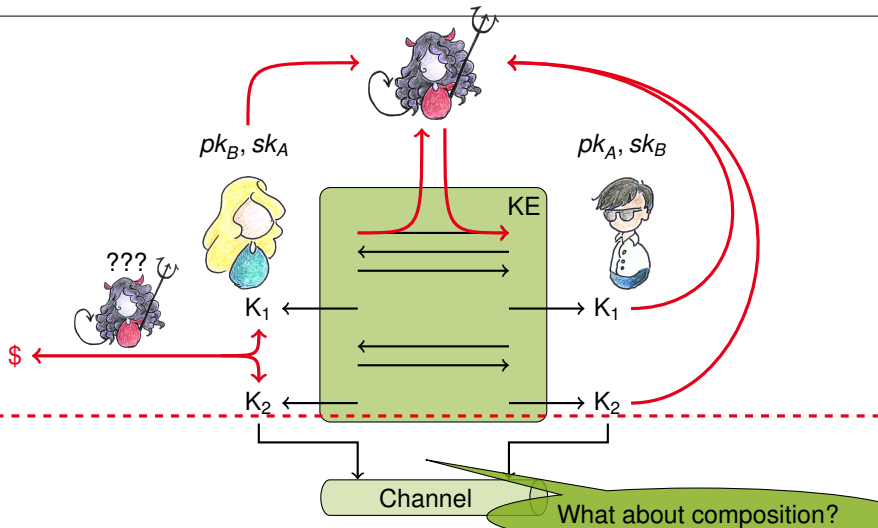 pk_B, sk_A
pk_A, sk_B
KE
???
K_1
K_1
$
K_2
K_2
Channel
What about composition?